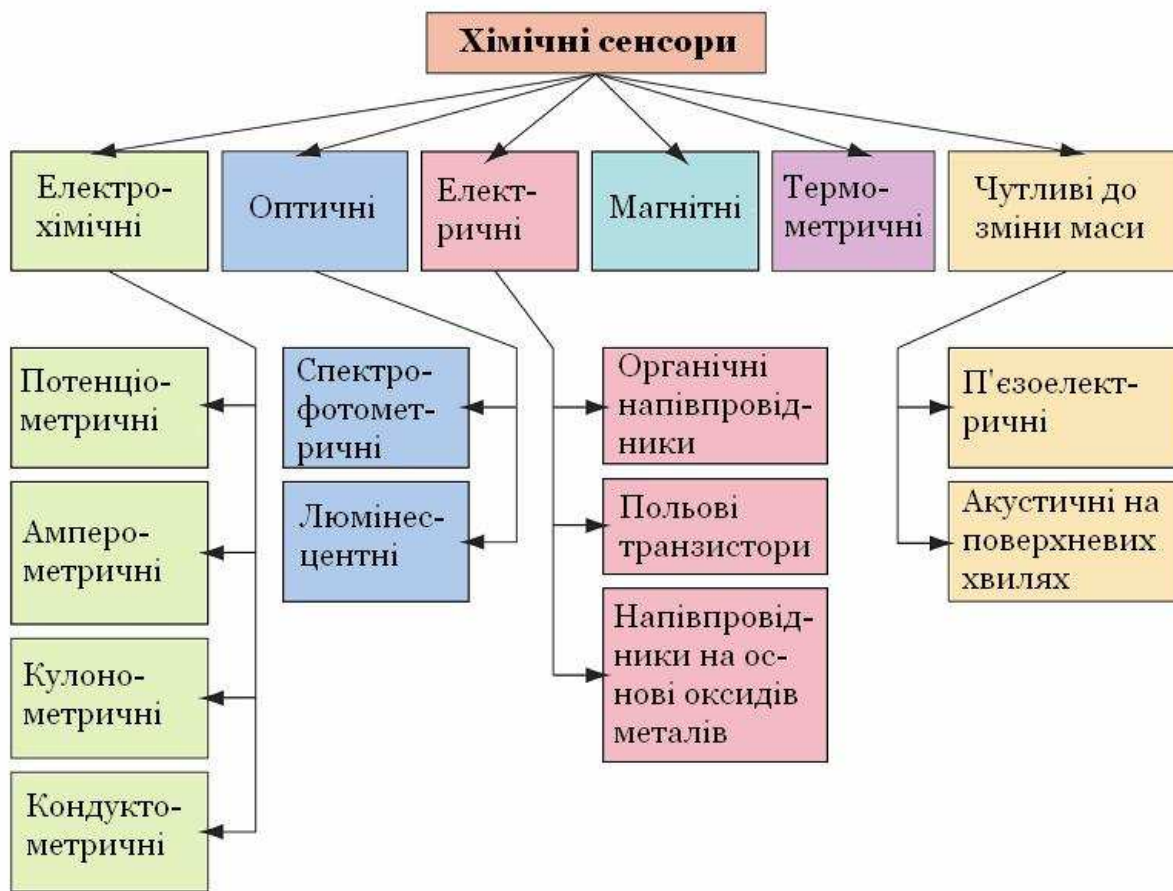 Хімічні сенсори
Електро-
хімічні
Оптичні
Елект-
ричні
Магнітні
Термо-
метричні
Чутливі до
зміни маси
Потенціо-
метричні
Амперо-
метричні
Кулоно-
метричні
Кондукто-
метричні
Спектро-
фотомет-
ричні
Люмінес-
центні
Органічні
напівпровід-
ники
Польові
транзистори
Напівпровід-
ники на ос-
нові оксидів
металів
П'єзоелект-
ричні
Акустичні на
поверхневих
хвилях